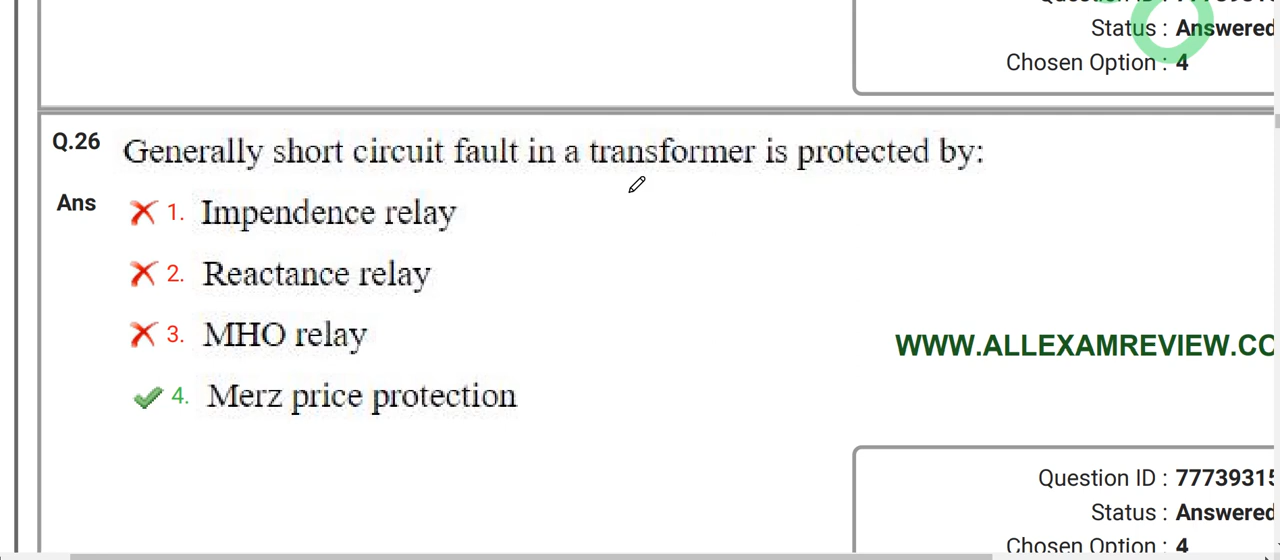 Status : Answered
Chosen Option : 4
Q.26 Generally short circuit fault in a transformer is protected by:
Ans 1. Impendence relay
2. Reactance relay
3. MHO relay
WWW.ALLEXAMREVIEW.CO
4. Merz price protection
Question ID : 77739315
Status : Answered
Chosen Option : 4